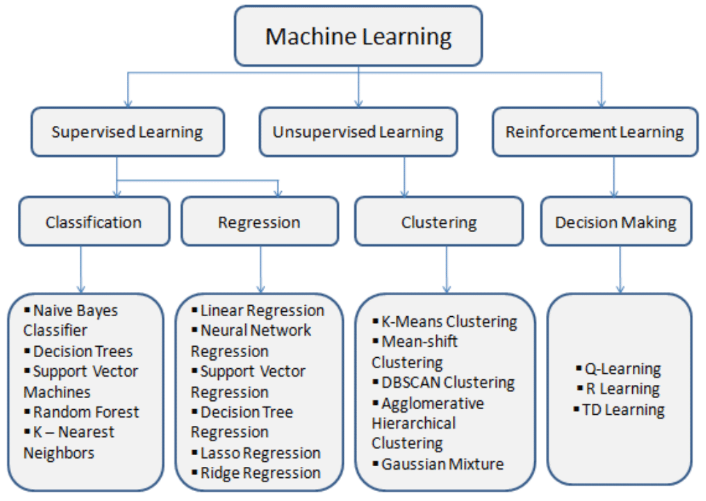 Machine Learning
Supervised Learning
Unsupervised Learning
Reinforcement Learning
Classification
Regression
Clustering
Decision Making
▪ Naive Bayes
Classifier
▪ Decision Trees
▪ Support Vector
Machines
▪ Random Forest
▪ K – Nearest
Neighbors
▪ Linear Regression
▪ Neural Network
Regression
▪ Support Vector
Regression
▪ Decision Tree
Regression
▪ Lasso Regression
▪ Ridge Regression
▪ K-Means Clustering
▪ Mean-shift
Clustering
▪ DBSCAN Clustering
▪ Agglomerative
Hierarchical
Clustering
▪ Gaussian Mixture
▪ Q-Learning
▪ R Learning
▪ TD Learning